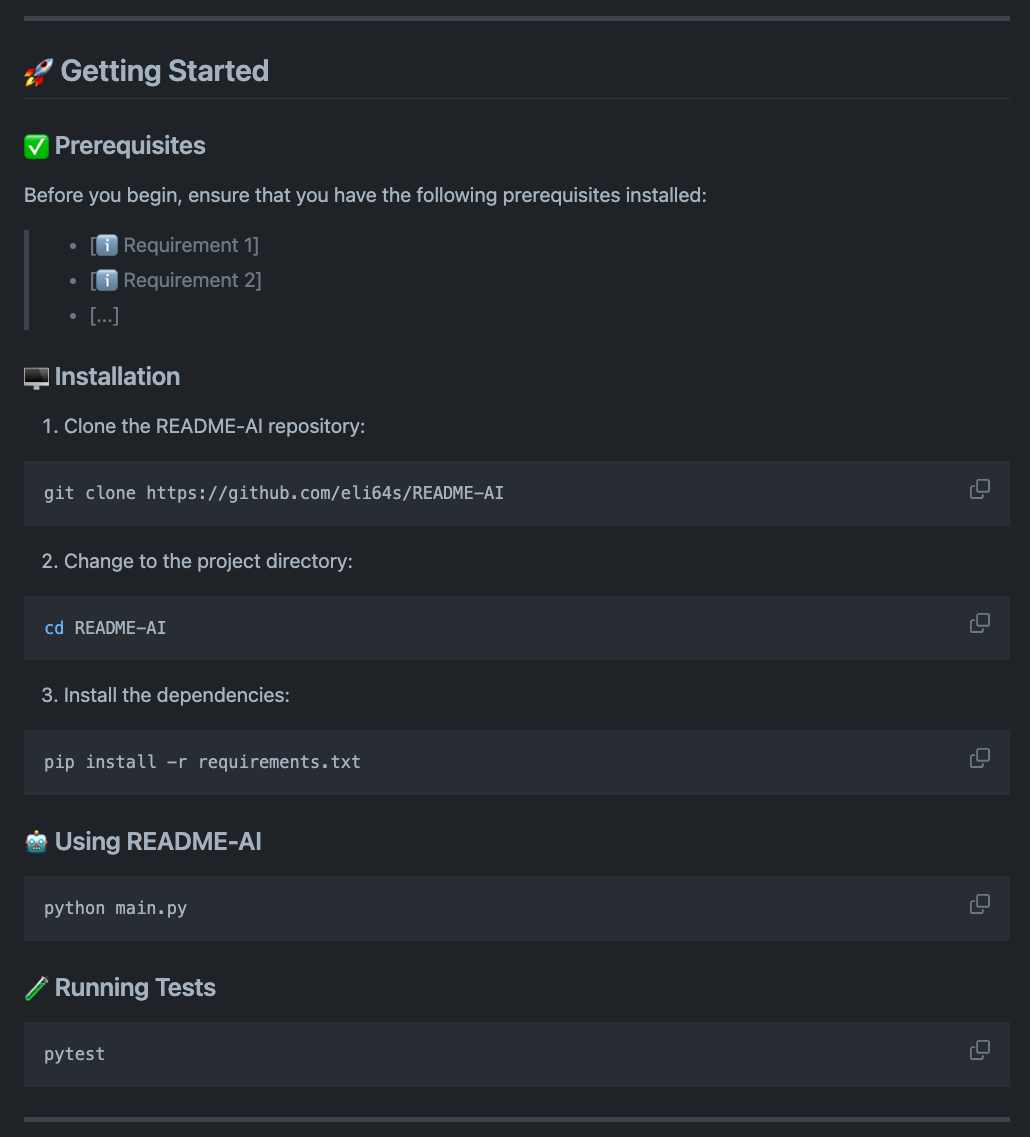 🚀 Getting Started
✅ Prerequisites
Before you begin, ensure that you have the following prerequisites installed:
• [ℹ️ Requirement 1]
• [ℹ️ Requirement 2]
• [...]
🖥️ Installation
1. Clone the README-AI repository:
git clone https://github.com/eli64s/README-AI
2. Change to the project directory:
cd README-AI
3. Install the dependencies:
pip install -r requirements.txt
🤖 Using README-AI
python main.py
🧪 Running Tests
pytest